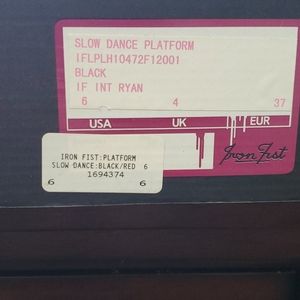 SLOW DANCE PLATFORM
IFLPLH10472F12001
BLACK
IF INT RYAN
6 4 37
USA UK EUR
Iron Fist
IRON FIST:PLATFORM
SLOW DANCE:BLACK/RED 6
1694374
6 6